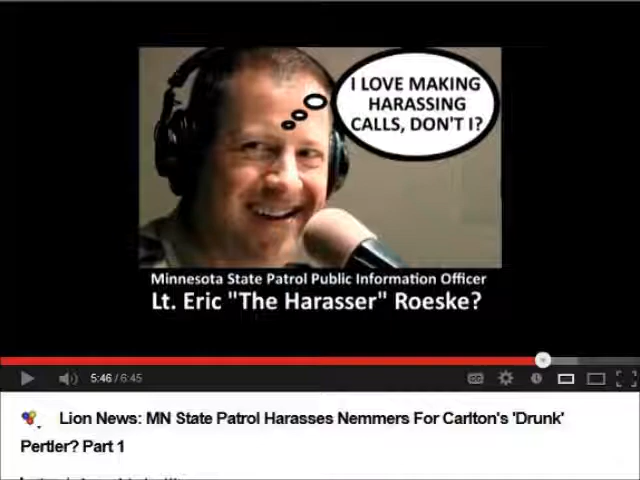 I LOVE MAKING
HARASSING
CALLS, DON'T I?
Minnesota State Patrol Public Information Officer
Lt. Eric "The Harasser" Roeske?
5:46 / 6:45
CC
Lion News: MN State Patrol Harasses Nemmers For Carlton's 'Drunk'
Pertler? Part 1